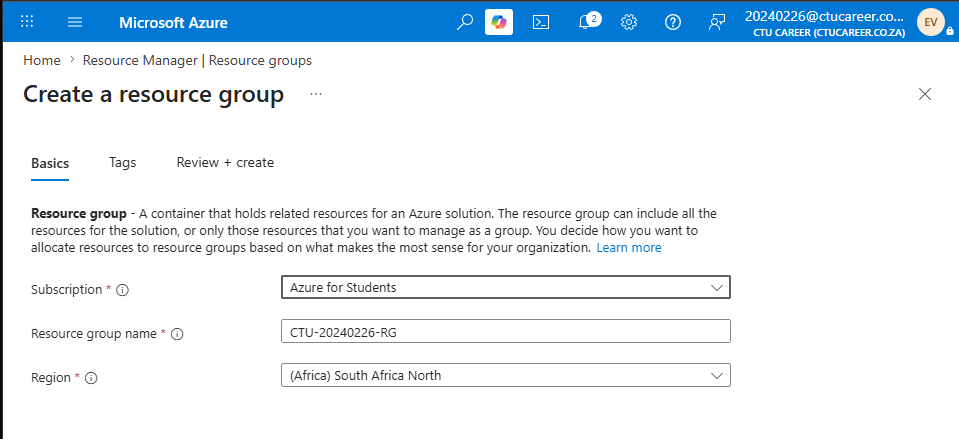 Microsoft Azure
2
20240226@ctucareer.co...
CTU CAREER (CTUCAREER.CO.ZA)
EV
Home > Resource Manager | Resource groups
Create a resource group ...
Basics Tags Review + create
Resource group - A container that holds related resources for an Azure solution. The resource group can include all the
resources for the solution, or only those resources that you want to manage as a group. You decide how you want to
allocate resources to resource groups based on what makes the most sense for your organization. Learn more
Subscription * Azure for Students
Resource group name * CTU-20240226-RG
Region * (Africa) South Africa North